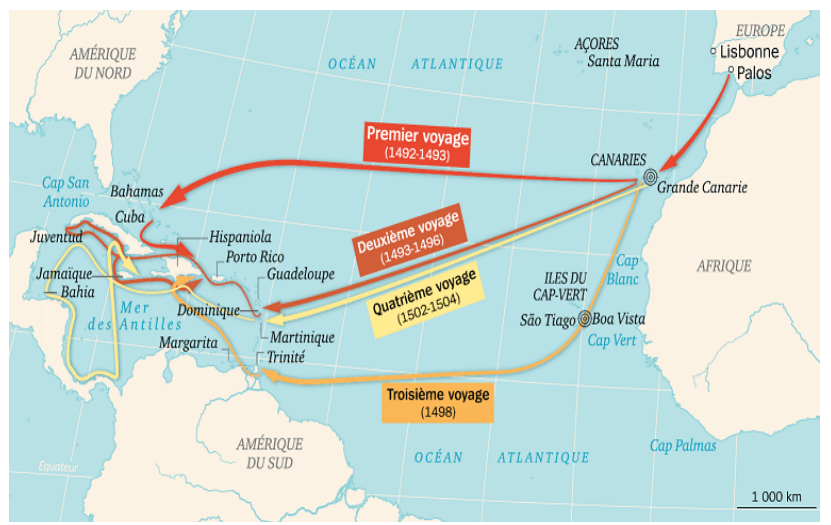 AMÉRIQUE
DU NORD
OCÉAN ATLANTIQUE
AÇORES
Santa Maria
EUROPE
Lisbonne
Palos
Premier voyage
(1492-1493)
CANARIES
Grande Canarie
Cap San
Antonio
Bahamas
Cuba
Juventud
Hispaniola
Porto Rico
Guadeloupe
Deuxième voyage
(1493-1496)
Cap
Blanc
AFRIQUE
Jamaïque
Bahia
Mer
des Antilles
Dominique
Quatrième voyage
(1502-1504)
ILES DU
CAP-VERT
São Tiago
Boa Vista
Cap Vert
Martinique
Margarita
Trinité
Troisième voyage
(1498)
AMÉRIQUE
DU SUD
OCÉAN ATLANTIQUE
Cap Palmas
Équateur
1 000 km